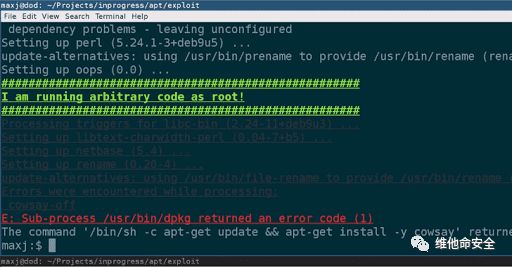 maxj@dod: ~/Projects/inprogress/apt/exploit
File Edit View Search Terminal Help
dependency problems - leaving unconfigured
Setting up perl (5.24.1-3+deb9u5) ...
update-alternatives: using /usr/bin/prename to provide /usr/bin/rename (rena
Setting up oops (0.0) ...
####################################################
I am running arbitrary code as root!
####################################################
Processing triggers for libc-bin (2.24-11+deb9u3) ...
Setting up libtext-charwidth-perl (0.04-7+b5) ...
Setting up netbase (5.4) ...
Setting up rename (0.20-4) ...
update-alternatives: using /usr/bin/file-rename to provide /usr/bin/rename
Errors were encountered while processing:
cowsay-off
E: Sub-process /usr/bin/dpkg returned an error code (1)
The command '/bin/sh -c apt-get update && apt-get install -y cowsay' returne
maxj:$
维他命安全
maxj@dod: ~/Projects/inprogress/apt/exploit